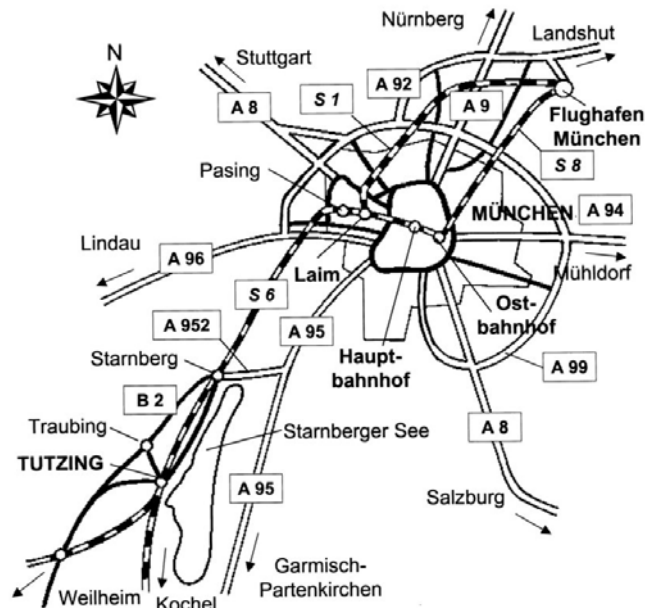 Nürnberg
Landshut
N
Stuttgart
A 92
S 1
A 9
A 8
Flughafen
München
S 8
Pasing
MÜNCHEN
A 94
Lindau
A 96
Laim
Mühldorf
S 6
Ost-
bahnhof
A 952
A 95
Haupt-
bahnhof
A 99
Starnberg
B 2
Traubing
Starnberger See
A 8
TUTZING
A 95
Salzburg
Garmisch-
Partenkirchen
Weilheim
Kochel